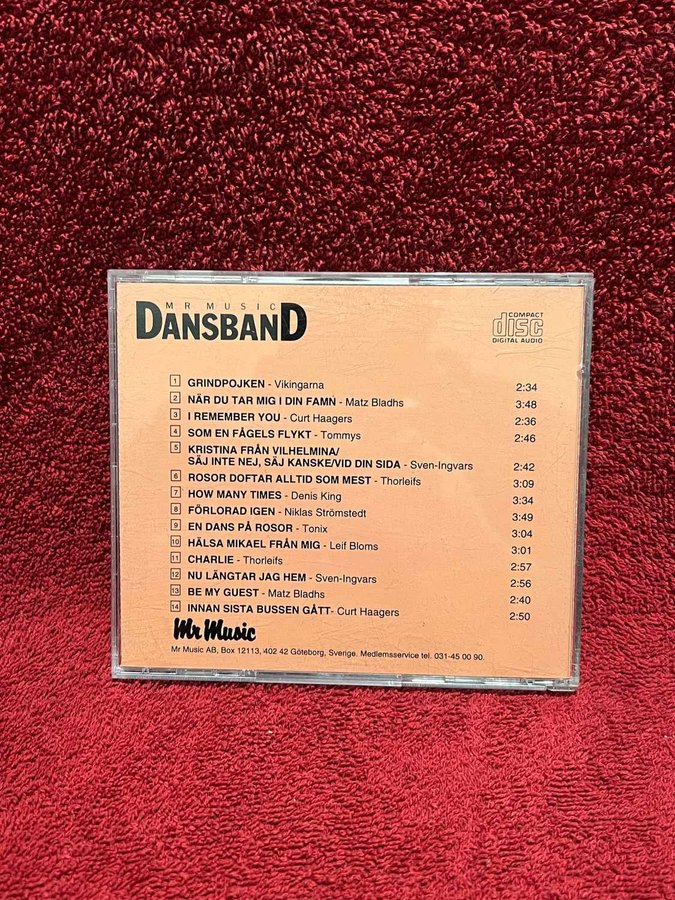 MR MUSIC
DANSBAND
COMPACT
disc
DIGITAL AUDIO
1 GRINDPOJKEN - Vikingarna 2:34
2 NÄR DU TAR MIG I DIN FAMN - Matz Bladhs 3:48
3 I REMEMBER YOU - Curt Haagers 2:36
4 SOM EN FÅGELS FLYKT - Tommys 2:46
5 KRISTINA FRÅN VILHELMINA/
SÄJ INTE NEJ, SÄJ KANSKE/VID DIN SIDA - Sven-Ingvars 2:42
6 ROSOR DOFTAR ALLTID SOM MEST - Thorleifs 3:09
7 HOW MANY TIMES - Denis King 3:34
8 FÖRLORAD IGEN - Niklas Strömstedt 3:49
9 EN DANS PÅ ROSOR - Tonix 3:04
10 HÄLSA MIKAEL FRÅN MIG - Leif Bloms 3:01
11 CHARLIE - Thorleifs 2:57
12 NU LÄNGTAR JAG HEM - Sven-Ingvars 2:56
13 BE MY GUEST - Matz Bladhs 2:40
14 INNAN SISTA BUSSEN GÅTT- Curt Haagers 2:50
Mr Music
Mr Music AB, Box 12113, 402 42 Göteborg, Sverige. Medlemsservice tel. 031-45 00 90.